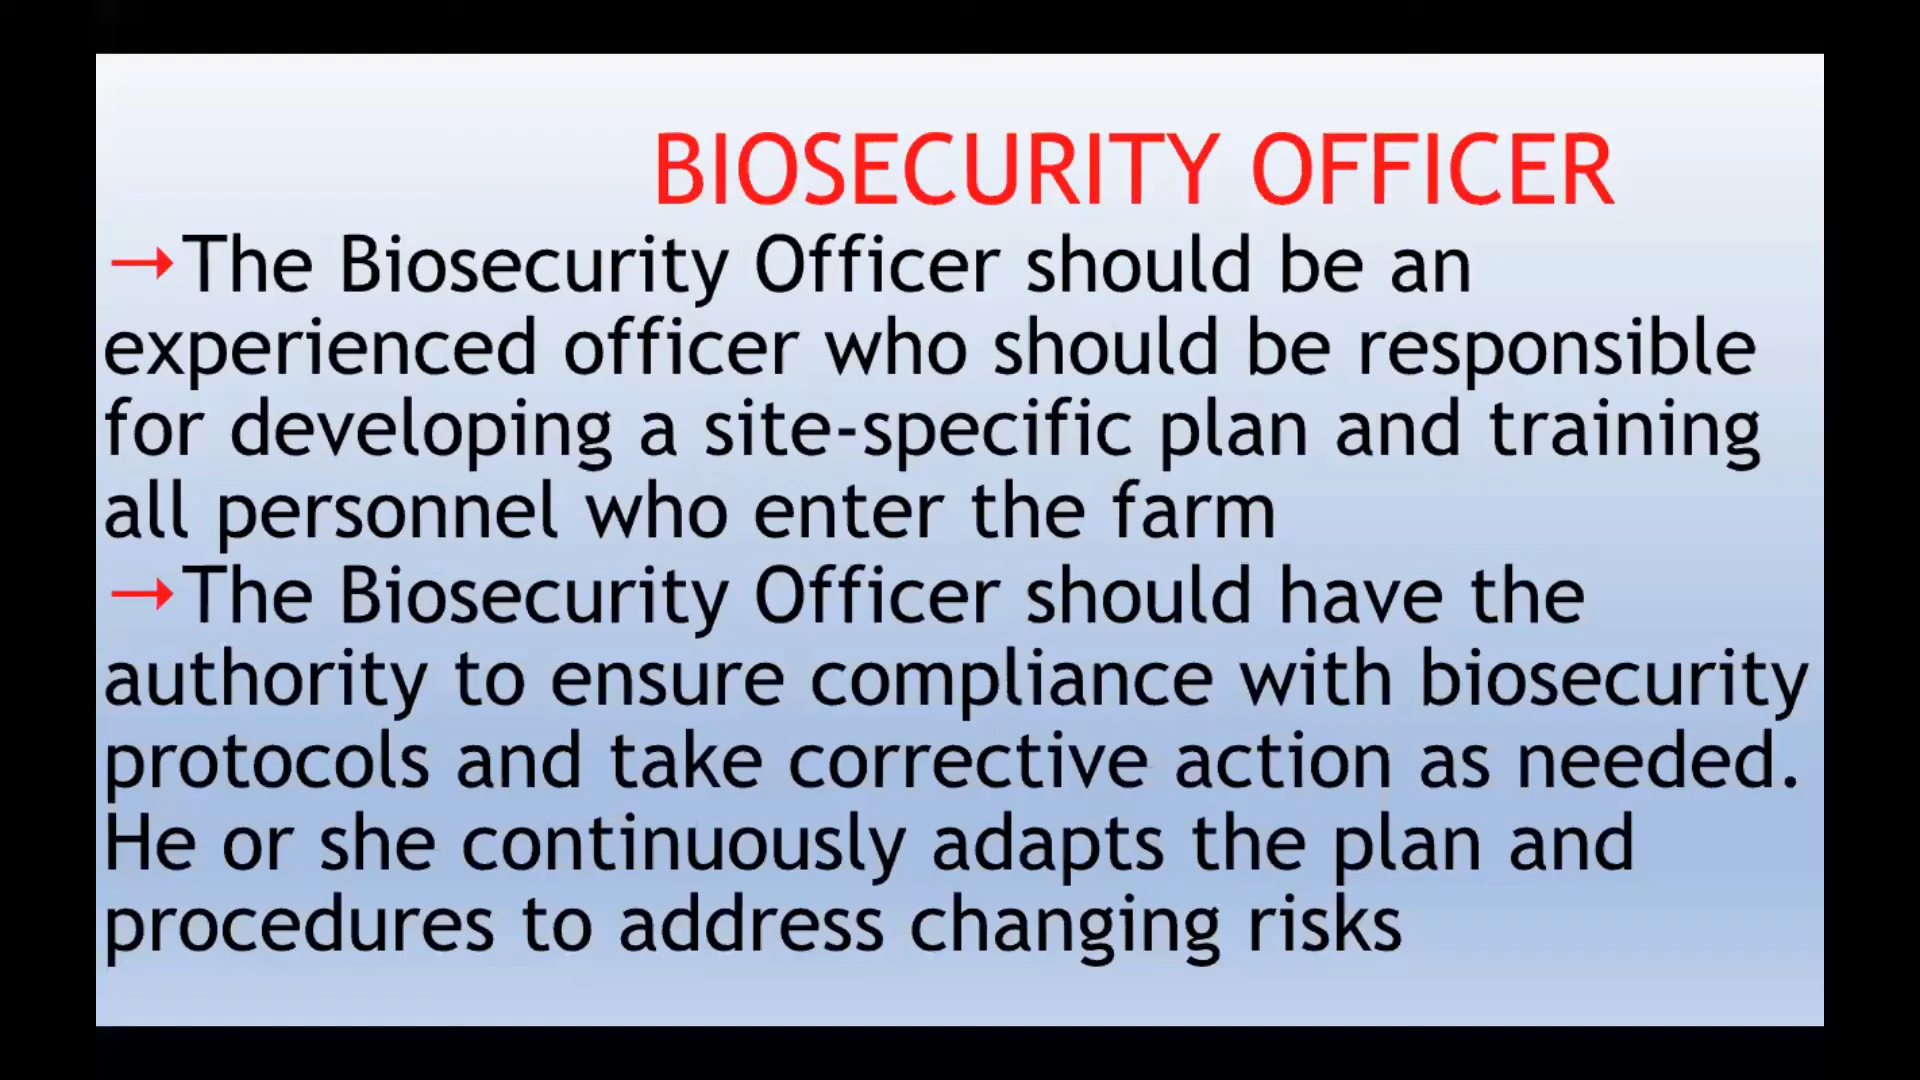 BIOSECURITY OFFICER
→The Biosecurity Officer should be an
experienced officer who should be responsible
for developing a site-specific plan and training
all personnel who enter the farm
→The Biosecurity Officer should have the
authority to ensure compliance with biosecurity
protocols and take corrective action as needed.
He or she continuously adapts the plan and
procedures to address changing risks